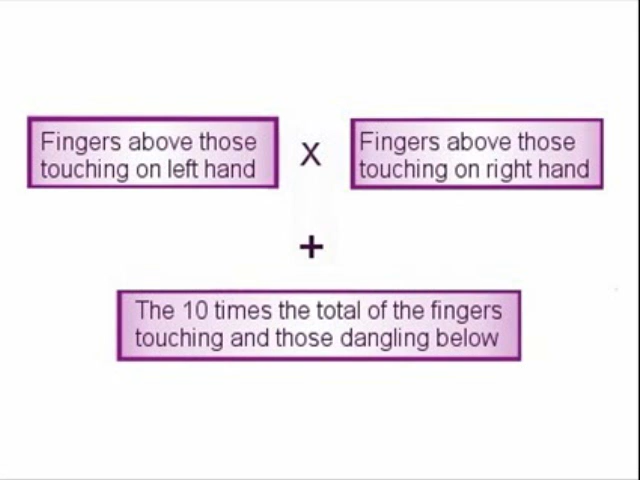 Fingers above those
touching on left hand
X
Fingers above those
touching on right hand
+
The 10 times the total of the fingers
touching and those dangling below